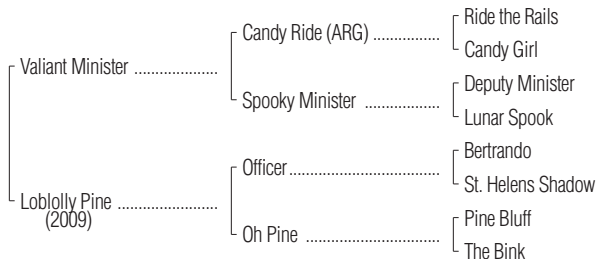 Ride the Rails
Candy Ride (ARG) ................
Candy Girl
Valiant Minister ....................
Deputy Minister
Spooky Minister ..................
Lunar Spook
Bertrando
Officer....................................
St. Helens Shadow
Loblolly Pine ........................
(2009)
Pine Bluff
Oh Pine ................................
The Bink